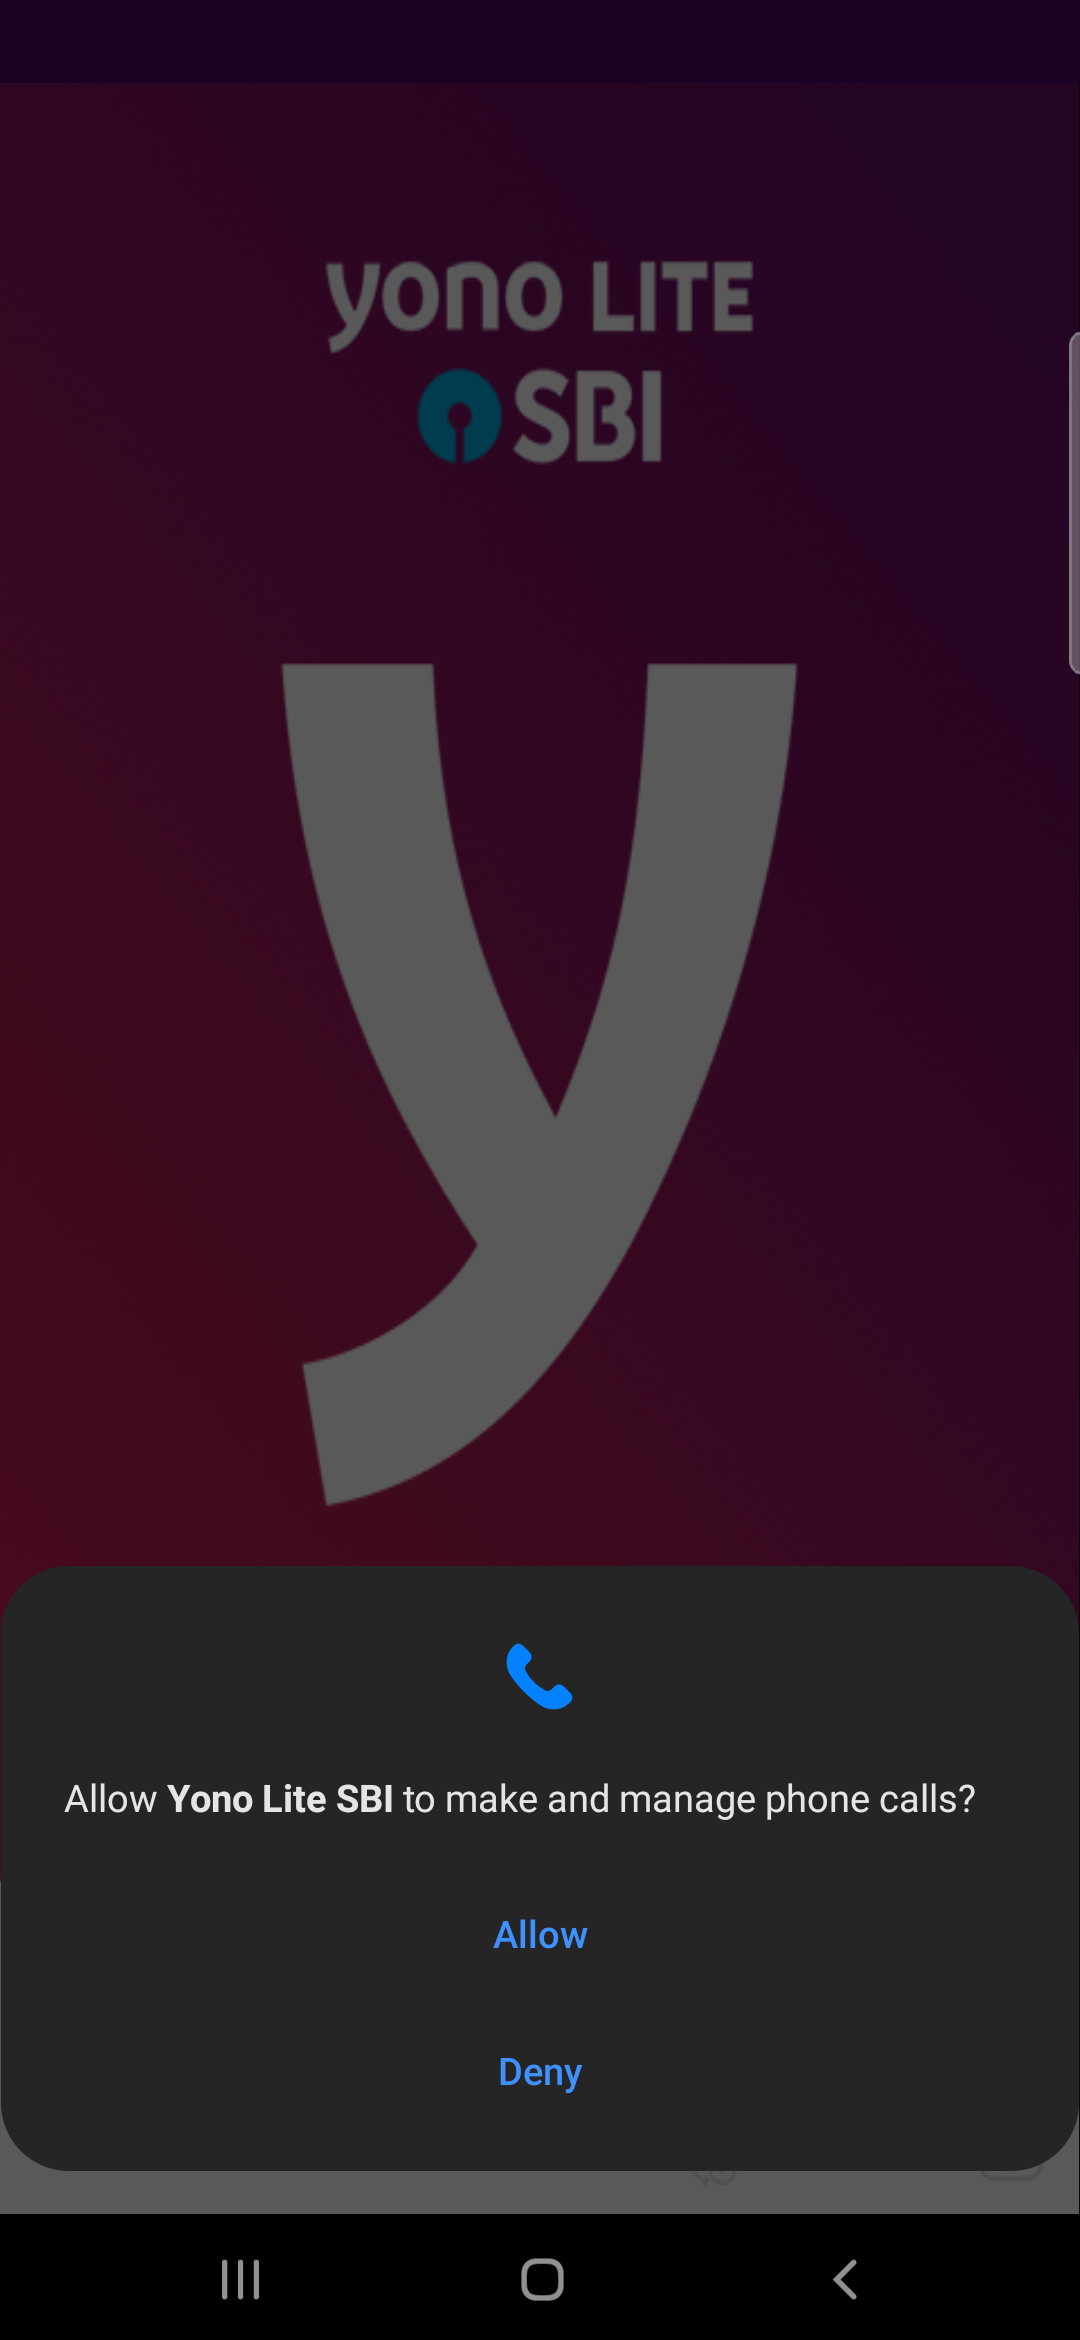 yono LITE
SBI
y
Allow Yono Lite SBI to make and manage phone calls?
Allow
Deny